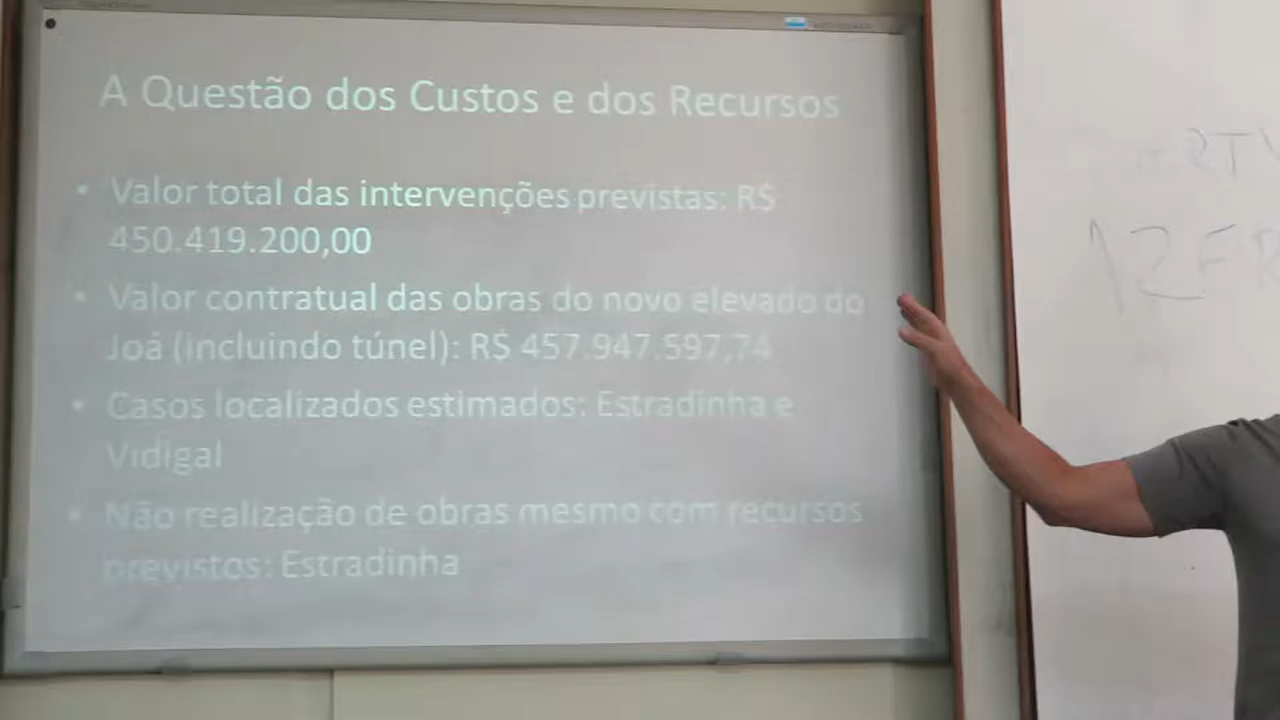 A Questão dos Custos e dos Recursos
• Valor total das intervenções previstas: R$
450.419.200,00
• Valor contratual das obras do novo elevado do
Joá (incluindo túnel): R$ 457.947.597,74
• Casos localizados estimados: Estradinha e
Vidigal
• Não realização de obras mesmo com recursos
previstos: Estradinha